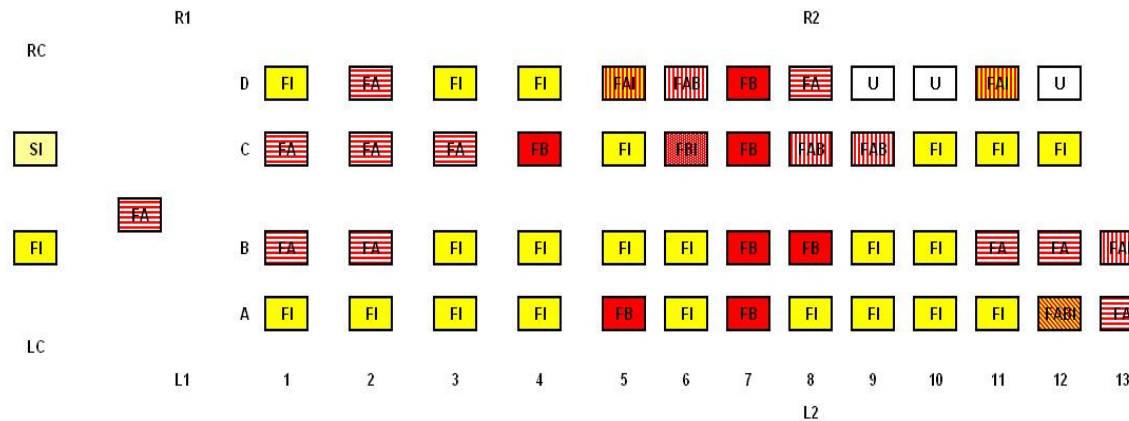 R1 R2
RC
D FI FA FI FI FAI FAB FB FA U U FAI U
SI C FA FA FA FB FI FBI FB FAB FAB FI FI FI
FA
FI B FA FA FI FI FI FI FB FB FI FI FA FA
A FI FI FI FI FB FI FB FI FI FI FI FABI FA
LC
L1 1 2 3 4 5 6 7 8 9 10 11 12 13
L2